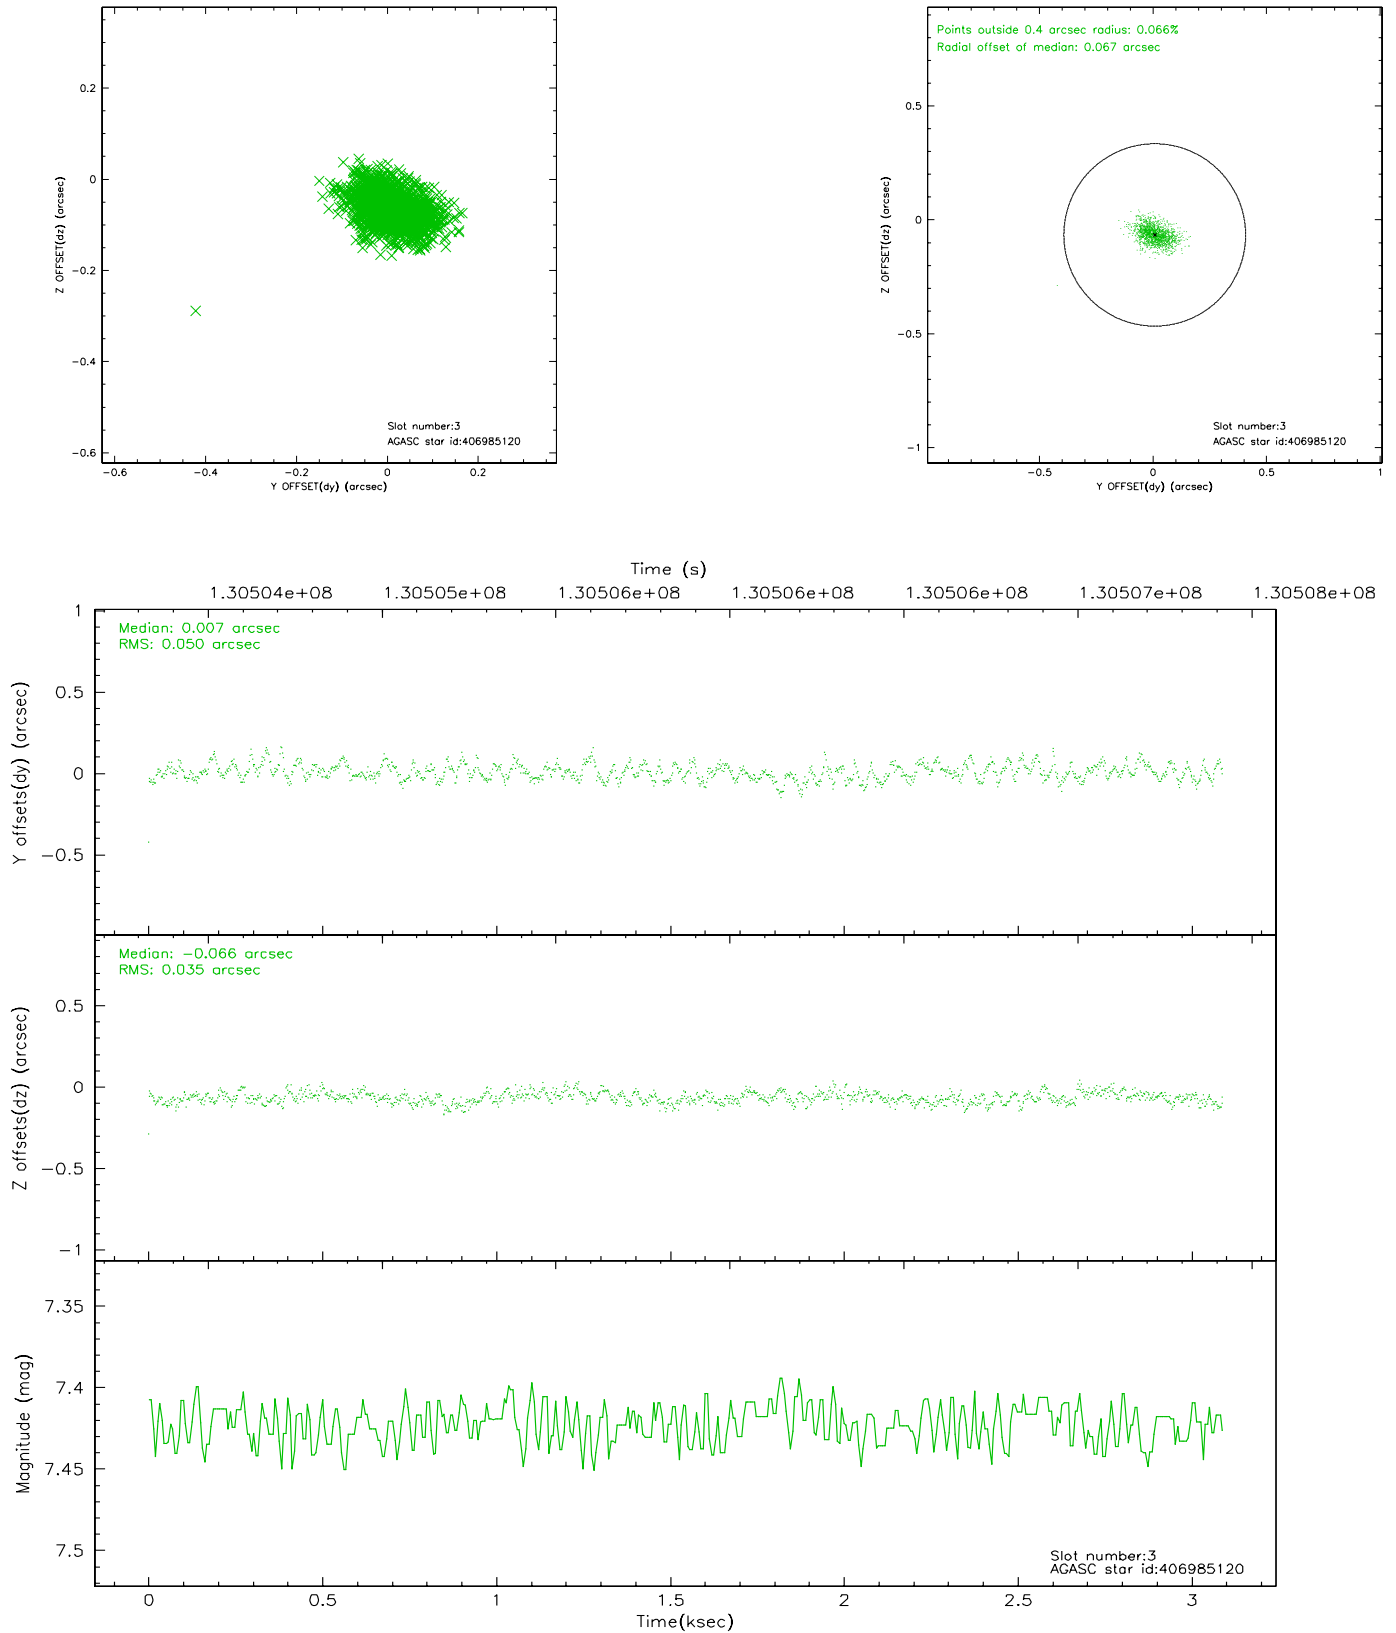 0.2
0
−0.2
−0.4
−0.6
Z OFFSET(dz) (arcsec)
Slot number:3
AGASC star id:406985120
−0.6
−0.4
−0.2
0
0.2
Y OFFSET(dy) (arcsec)
Points outside 0.4 arcsec radius: 0.066%
Radial offset of median: 0.067 arcsec
0.5
0
−0.5
−1
Z OFFSET(dz) (arcsec)
Slot number:3
AGASC star id:406985120
−0.5
0
0.5
1
Y OFFSET(dy) (arcsec)
Time (s)
1.30504e+08
1.30505e+08
1.30506e+08
1.30506e+08
1.30506e+08
1.30507e+08
1.30508e+08
Median: 0.007 arcsec
RMS: 0.050 arcsec
1
0.5
0
−0.5
Y offsets(dy) (arcsec)
Median: −0.066 arcsec
RMS: 0.035 arcsec
0.5
0
−0.5
−1
Z offsets(dz) (arcsec)
7.35
7.4
7.45
7.5
Magnitude (mag)
Slot number:3
AGASC star id:406985120
0
0.5
1
1.5
2
2.5
3
Time(ksec)